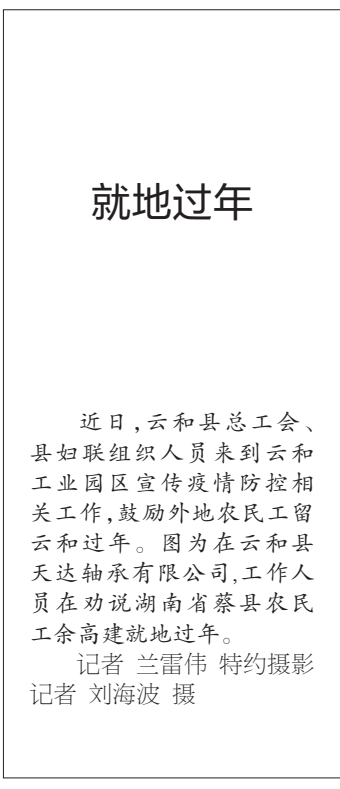 就地过年
近日,云和县总工会、
县妇联组织人员来到云和
工业园区宣传疫情防控相
关工作,鼓励外地农民工留
云和过年。图为在云和县
天达轴承有限公司,工作人
员在劝说湖南省蔡县农民
工余高建就地过年。
记者 兰雷伟 特约摄影
记者 刘海波 摄